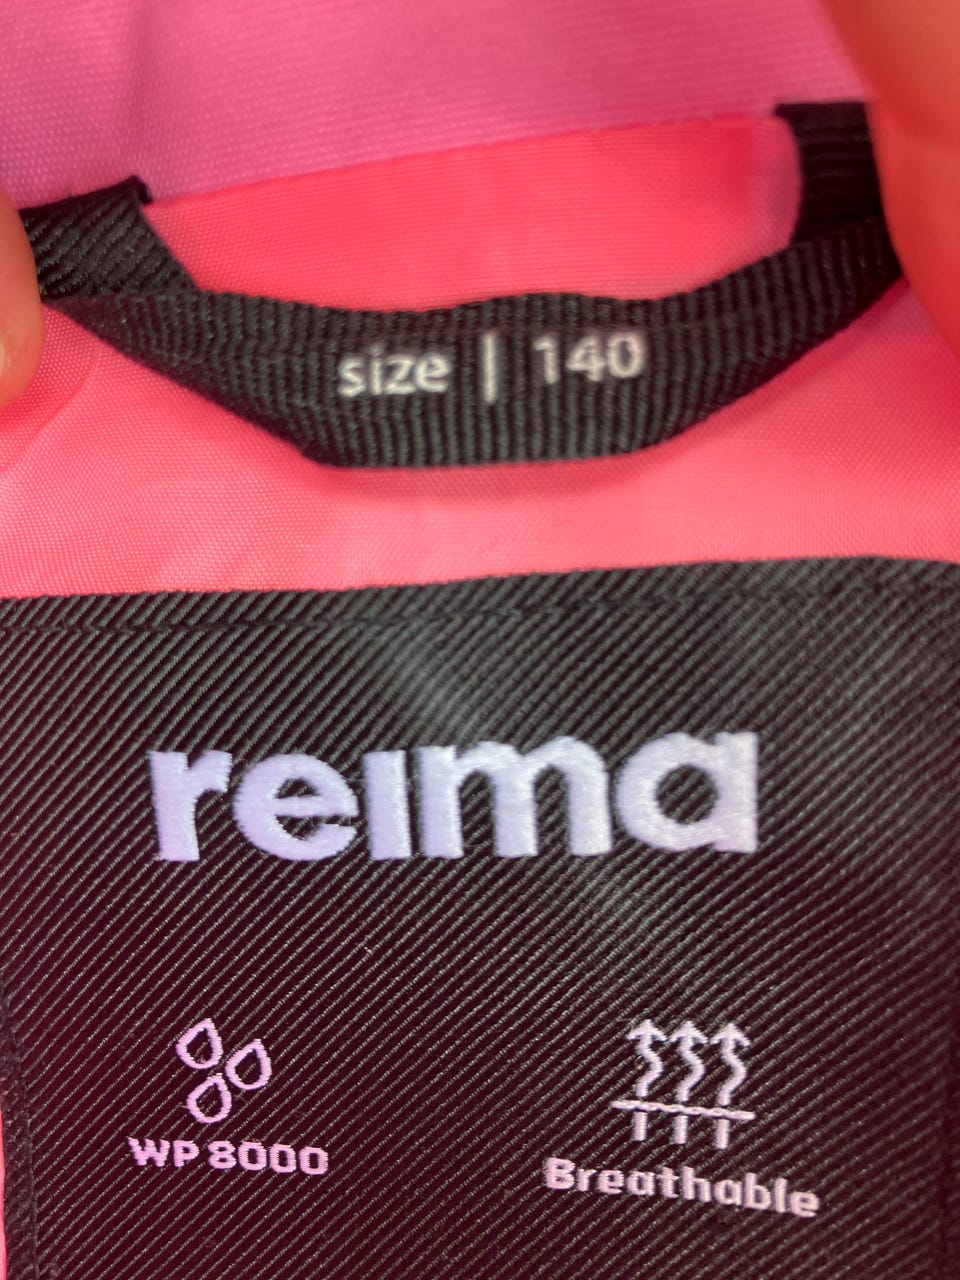 size | 140
reima
WP 8000
Breathable